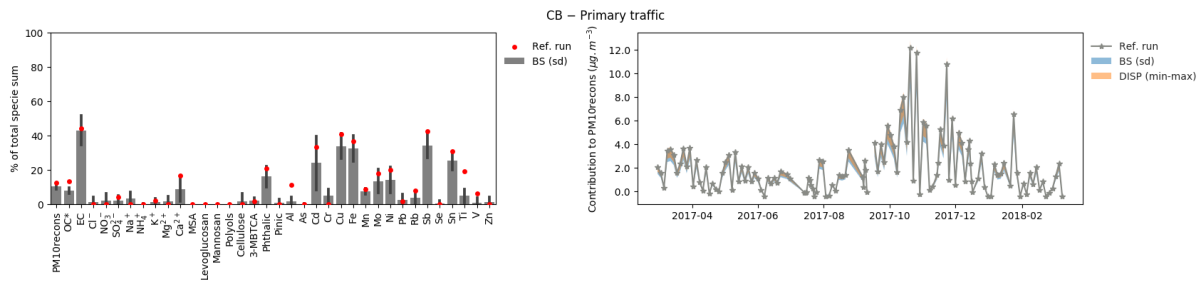 CB − Primary traffic
100
80
60
40
20
0
% of total specie sum
Ref. run
BS (sd)
PM10recons
OC*
EC
Cl⁻
NO₃⁻
SO₄²⁻
Na⁺
NH₄⁺
K⁺
Mg²⁺
Ca²⁺
MSA
Levoglucosan
Mannosan
Polyols
Cellulose
3-MBTCA
Phthalic
Pinic
Al
As
Cd
Cr
Cu
Fe
Mn
Mo
Ni
Pb
Rb
Sb
Se
Sn
Ti
V
Zn
Contribution to PM10recons (µg.m⁻³)
12.0
10.0
8.0
6.0
4.0
2.0
0.0
2017-04
2017-06
2017-08
2017-10
2017-12
2018-02
Ref. run
BS (sd)
DISP (min-max)